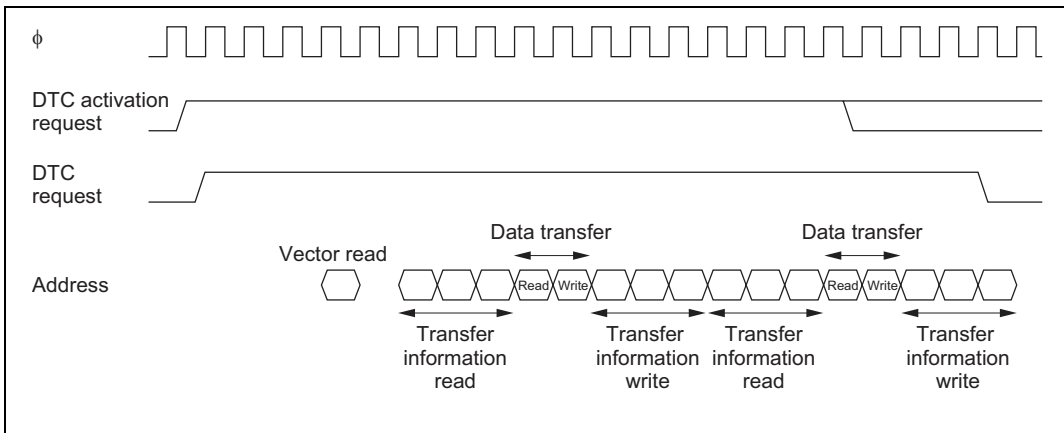 ϕ
DTC activation
request
DTC
request
Data transfer
Data transfer
Vector read
Address
Read
Write
Read
Write
Transfer
information
read
Transfer
information
write
Transfer
information
read
Transfer
information
write